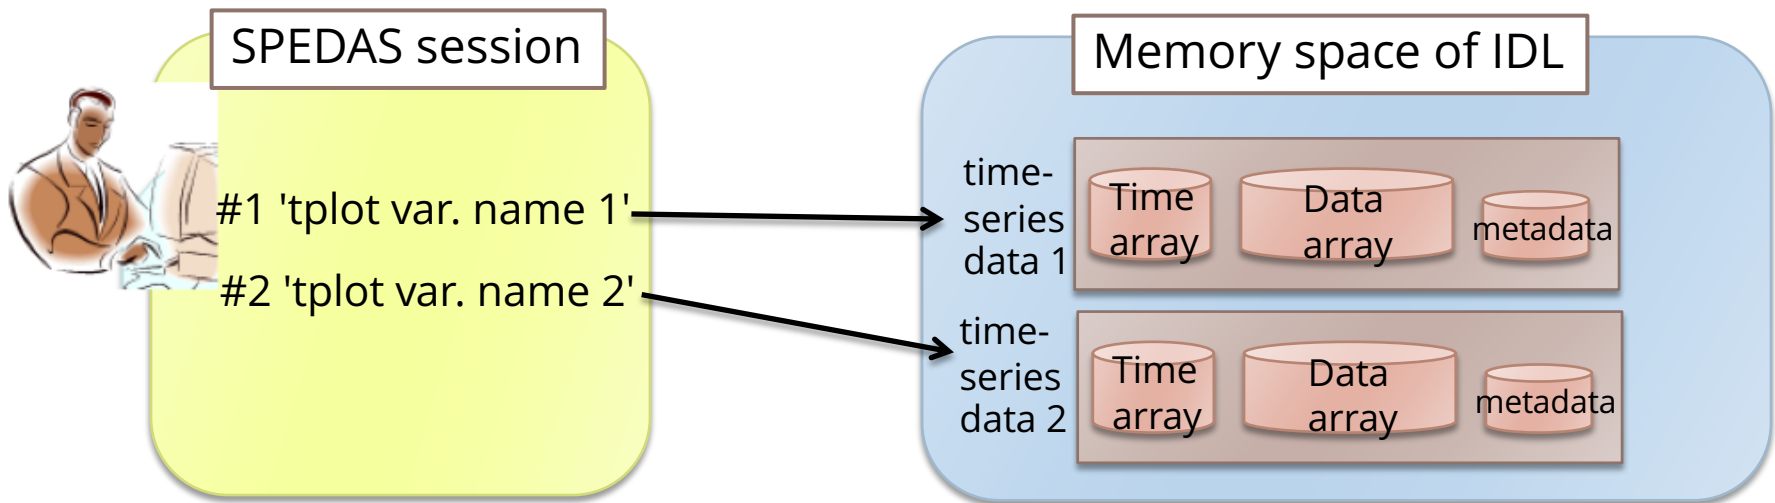 SPEDAS session
#1 'tplot var. name 1'
#2 'tplot var. name 2'
Memory space of IDL
time-
series
data 1
Time
array
Data
array
metadata
time-
series
data 2
Time
array
Data
array
metadata